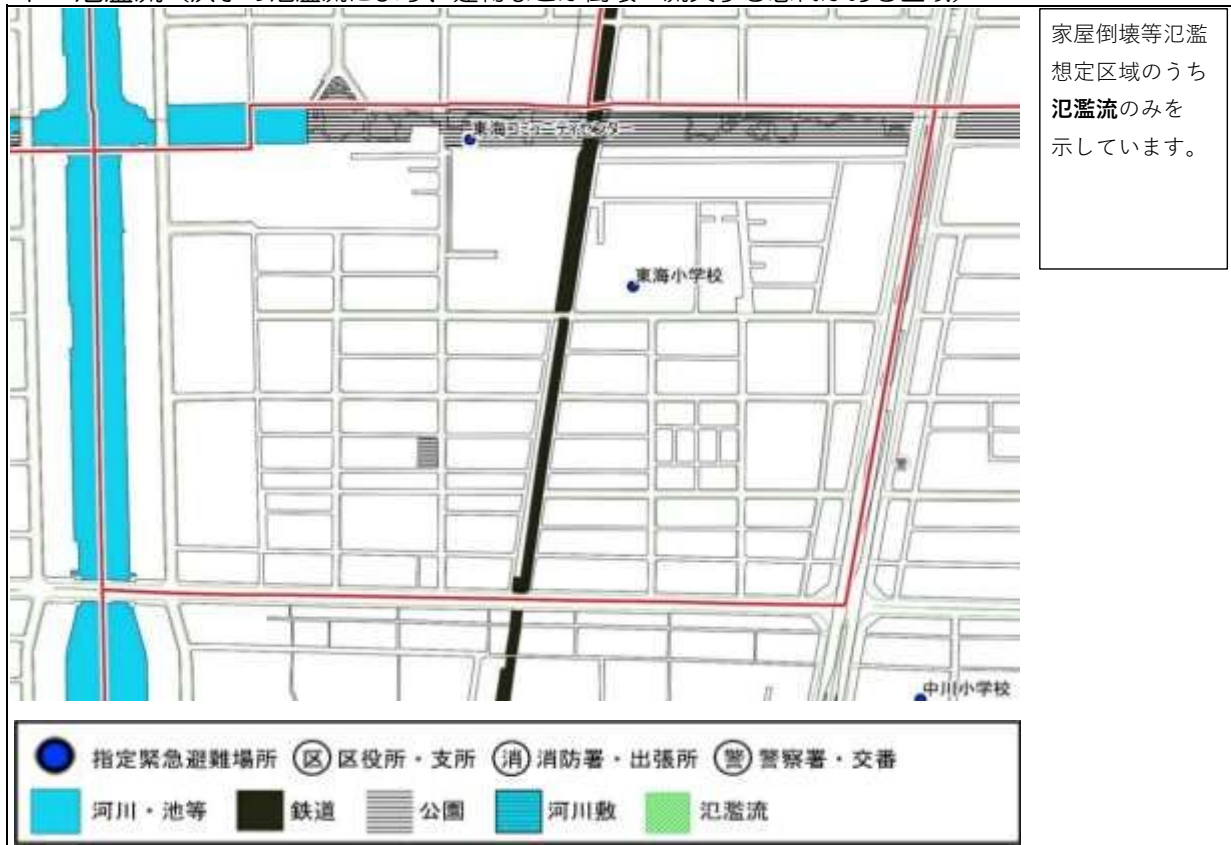 家屋倒壊等氾濫
想定区域のうち
氾濫流のみを
示しています。
東海コミュニティセンター
東海小学校
警
中川小学校
指定緊急避難場所 区 区役所・支所 消 消防署・出張所 警 警察署・交番
河川・池等 鉄道 公園 河川敷 氾濫流